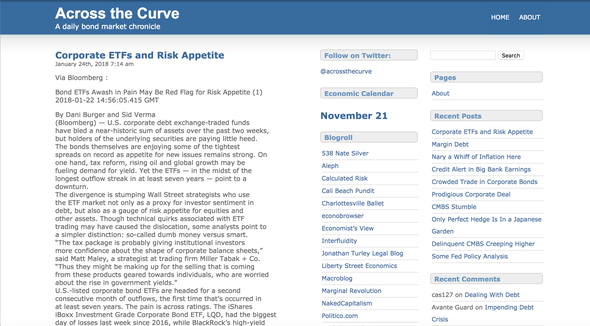 Across the Curve
A daily bond market chronicle
HOME ABOUT
Corporate ETFs and Risk Appetite
January 24th, 2018 7:14 am
Via Bloomberg :
Bond ETFs Awash in Pain May Be Red Flag for Risk Appetite (1)
2018-01-22 14:56:05.415 GMT
By Dani Burger and Sid Verma
(Bloomberg) — U.S. corporate debt exchange-traded funds
have bled a near-historic sum of assets over the past two weeks,
but holders of the underlying securities are paying little heed.
The bonds themselves are enjoying some of the tightest
spreads on record as appetite for new issues remains strong. On
one hand, tax reform, rising oil and global growth may be
fueling demand for yield. Yet the ETFs — in the midst of the
longest outflow streak in at least seven years — point to a
downturn.
The divergence is stumping Wall Street strategists who use
the ETF market not only as a proxy for investor sentiment in
debt, but also as a gauge of risk appetite for equities and
other assets. Though technical quirks associated with ETF
trading may have caused the dislocation, some analysts point to
a simpler distinction: so-called dumb money versus smart.
“The tax package is probably giving institutional investors
more confidence about the shape of corporate balance sheets,”
said Matt Maley, a strategist at trading firm Miller Tabak + Co.
“Thus they might be making up for the selling that is coming
from these products geared towards individuals, who are worried
about the rise in government yields.”
U.S.-listed corporate bond ETFs are headed for a second
consecutive month of outflows, the first time that’s occurred in
at least seven years. The pain is across ratings. The iShares
iBoxx Investment Grade Corporate Bond ETF, LQD, had the biggest
day of losses last week since 2016, while BlackRock’s high-yield
Follow on Twitter:
@acrossthecurve
Economic Calendar
November 21
Blogroll
538 Nate Silver
Aleph
Calculated Risk
Cali Beach Pundit
Charlottesville Ballet
econobrowser
Economist's View
Interfluidity
Jonathan Turley Legal Blog
Liberty Street Economics
Macroblog
Marginal Revolution
NakedCapitalism
Politico.com
Search
Pages
About
Recent Posts
Corporate ETFs and Risk Appetite
Margin Debt
Nary a Whiff of Inflation Here
Credit Alert in Big Bank Earnings
Crowded Trade in Corporate Bonds
Prodigious Corporate Deal
CMBS Stumble
Only Perfect Hedge Is In a Japanese
Garden
Delinquent CMBS Creeping Higher
Some Fed Policy Analysis
Recent Comments
cas127 on Dealing With Debt
Avante Guard on Impending Debt
Crisis